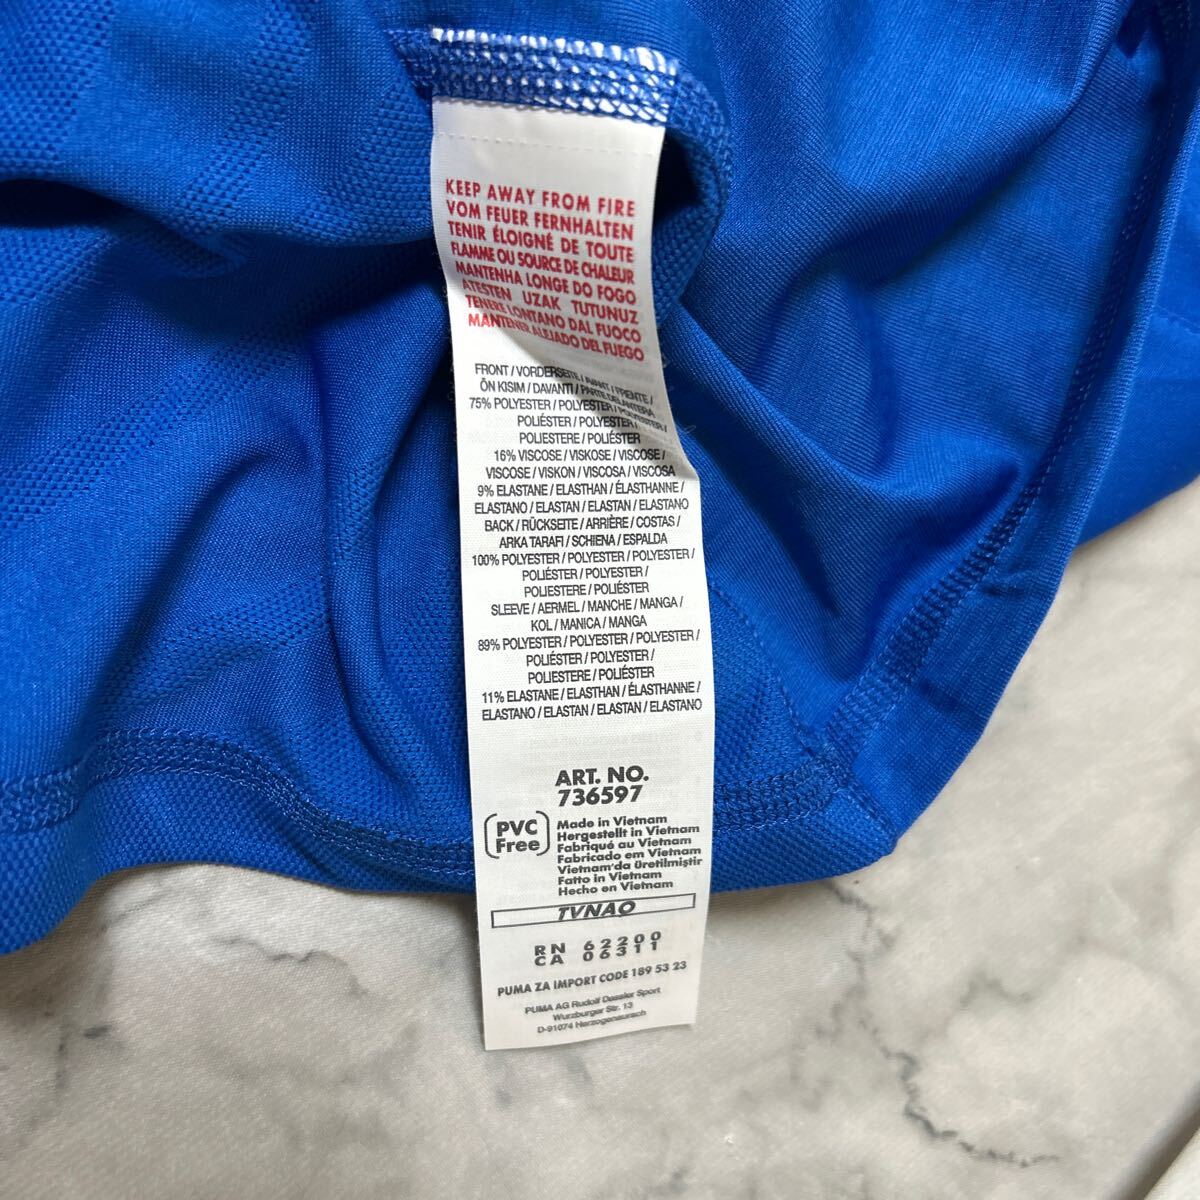 KEEP AWAY FROM FIRE
VOM FEUER FERNHALTEN
TENIR ÉLOIGNÉ DE TOUTE
FLAMME OU SOURCE DE CHALEUR
MANTENHA LONGE DO FOGO
ATESTEN UZAK TUTUNUZ
TENERE LONTANO DAL FUOCO
MANTENER ALEJADO DEL FUEGO
FRONT / VORDERSEITE / AVANT / FRENTE /
ÖN KISIM / DAVANTI / PARTE DELANTERA
75% POLYESTER / POLYESTER / POLYESTER /
POLIÉSTER / POLYESTER /
POLIESTERE / POLIÉSTER
16% VISCOSE / VISKOSE / VISCOSE /
VISCOSE / VISKON / VISCOSA / VISCOSA
9% ELASTANE / ELASTHAN / ÉLASTHANNE /
ELASTANO / ELASTAN / ELASTAN / ELASTANO
BACK / RÜCKSEITE / ARRIÈRE / COSTAS /
ARKA TARAFI / SCHIENA / ESPALDA
100% POLYESTER / POLYESTER / POLYESTER /
POLIÉSTER / POLYESTER /
POLIESTERE / POLIÉSTER
SLEEVE / AERMEL / MANCHE / MANGA /
KOL / MANICA / MANGA
89% POLYESTER / POLYESTER / POLYESTER /
POLIÉSTER / POLYESTER /
POLIESTERE / POLIÉSTER
11% ELASTANE / ELASTHAN / ÉLASTHANNE /
ELASTANO / ELASTAN / ELASTAN / ELASTANO
ART. NO.
736597
PVC
Free
Made in Vietnam
Hergestellt in Vietnam
Fabriqué au Vietnam
Fabricado em Vietnam
Vietnam'da üretilmiştir
Fatto in Vietnam
Hecho en Vietnam
TVNAO
RN 62200
CA 06311
PUMA ZA IMPORT CODE 189 53 23
PUMA AG Rudolf Dassler Sport
Wurzburger Str. 13
D-91074 Herzogenaurach